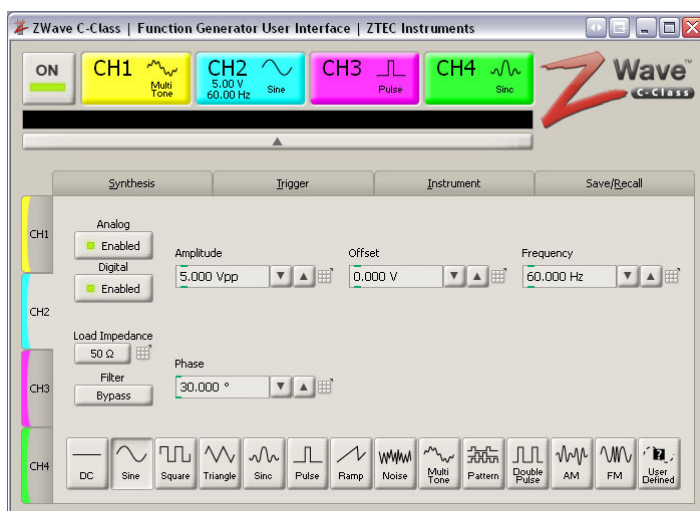 ZWave C-Class | Function Generator User Interface | ZTEC Instruments
ON
CH1
Multi
Tone
CH2
5.00 V
60.00 Hz
Sine
CH3
Pulse
CH4
Sinc
Z Wave™
C-Class
Synthesis
Trigger
Instrument
Save/Recall
CH1
CH2
CH3
CH4
Analog
Enabled
Digital
Enabled
Amplitude
5.000 Vpp
Offset
0.000 V
Frequency
60.000 Hz
Load Impedance
50 Ω
Filter
Bypass
Phase
30.000 °
DC
Sine
Square
Triangle
Sinc
Pulse
Ramp
Noise
Multi
Tone
Pattern
Double
Pulse
AM
FM
?
User
Defined